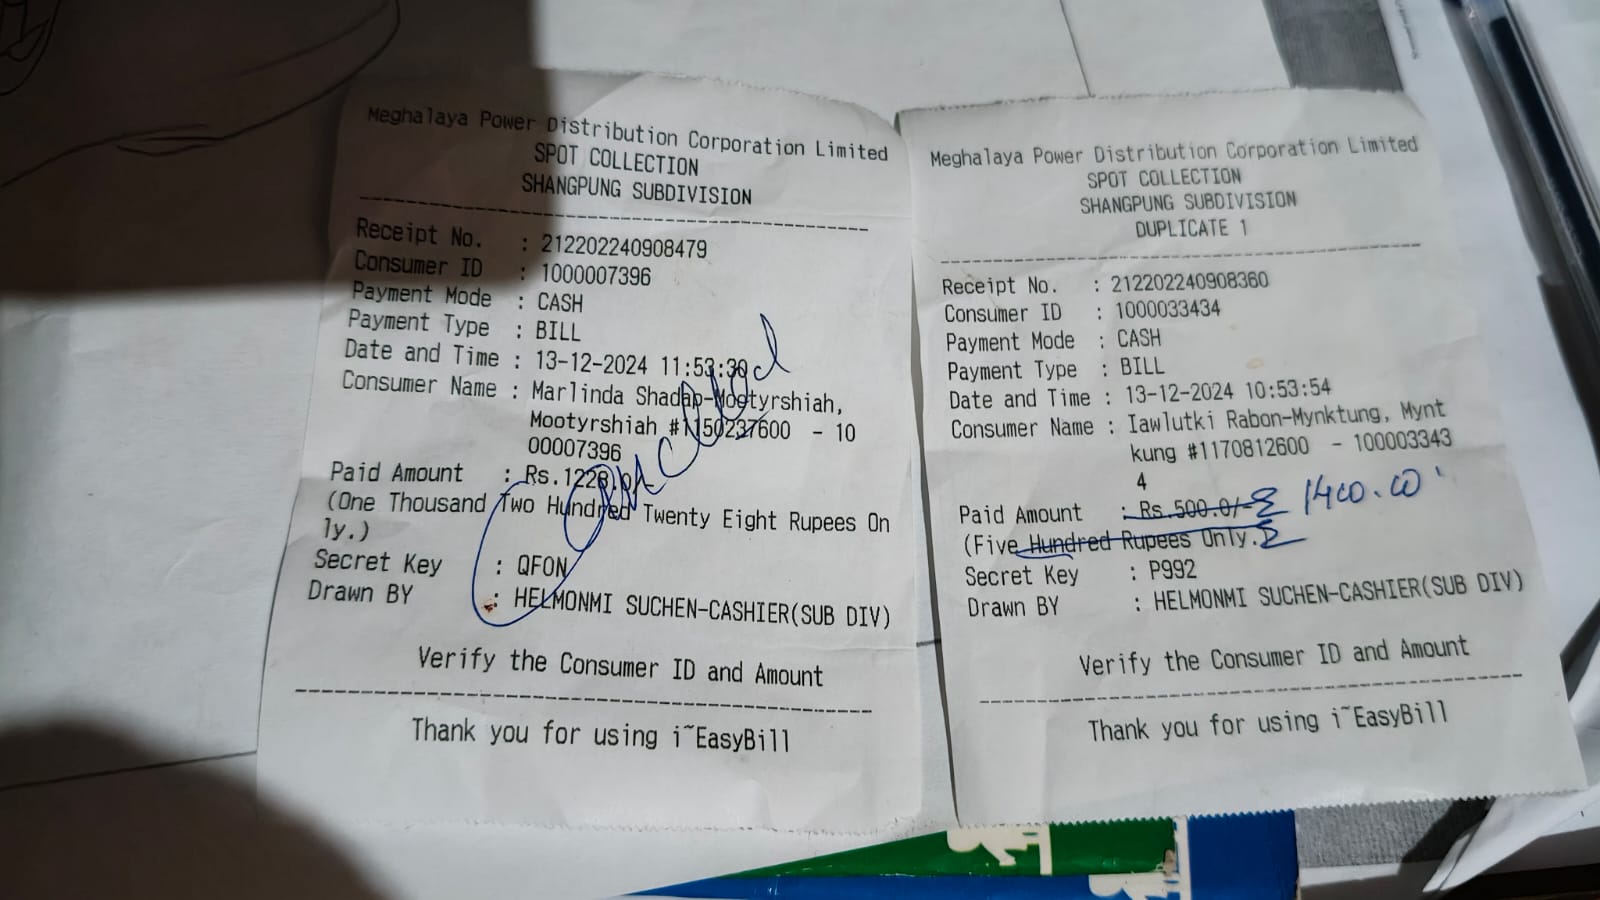 Meghalaya Power Distribution Corporation Limited
SPOT COLLECTION
SHANGPUNG SUBDIVISION
Receipt No. : 212202240908479
Consumer ID : 1000007396
Payment Mode : CASH
Payment Type : BILL
Date and Time : 13-12-2024 11:53:30
Consumer Name : Marlinda Shadap-Mootyrshiah,
Mootyrshiah #1150237600 - 10
00007396
Paid Amount : Rs.1228.0/-
(One Thousand Two Hundred Twenty Eight Rupees On
ly.)
Secret Key : QFON
Drawn BY : HELMONMI SUCHEN-CASHIER(SUB DIV)
Verify the Consumer ID and Amount
Thank you for using i~EasyBill
Cancelled
Meghalaya Power Distribution Corporation Limited
SPOT COLLECTION
SHANGPUNG SUBDIVISION
DUPLICATE 1
Receipt No. : 212202240908360
Consumer ID : 1000033434
Payment Mode : CASH
Payment Type : BILL
Date and Time : 13-12-2024 10:53:54
Consumer Name : Iawlutki Rabon-Mynktung, Mynt
kung #1170812600 - 100003343
4
Paid Amount : Rs.500.0/- 1400.00
(Five Hundred Rupees Only.)
Secret Key : P992
Drawn BY : HELMONMI SUCHEN-CASHIER(SUB DIV)
Verify the Consumer ID and Amount
Thank you for using i~EasyBill